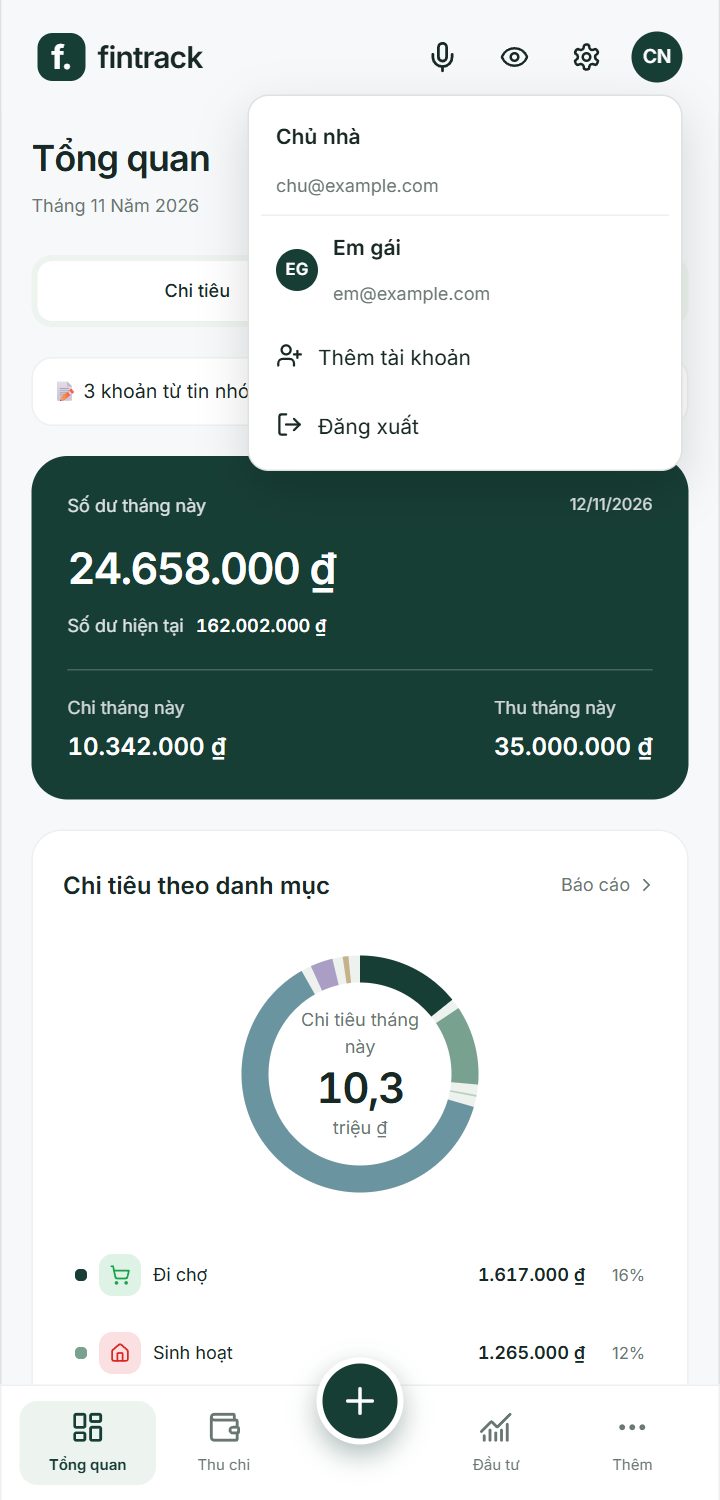 f. fintrack
CN
Chủ nhà
chu@example.com
EG
Em gái
em@example.com
Thêm tài khoản
Đăng xuất
Tổng quan
Tháng 11 Năm 2026
Chi tiêu
3 khoản từ tin nhó
Số dư tháng này
12/11/2026
24.658.000 ₫
Số dư hiện tại 162.002.000 ₫
Chi tháng này
Thu tháng này
10.342.000 ₫
35.000.000 ₫
Chi tiêu theo danh mục
Báo cáo
Chi tiêu tháng
này
10,3
triệu ₫
Đi chợ 1.617.000 ₫ 16%
Sinh hoạt 1.265.000 ₫ 12%
Tổng quan
Thu chi
Đầu tư
Thêm